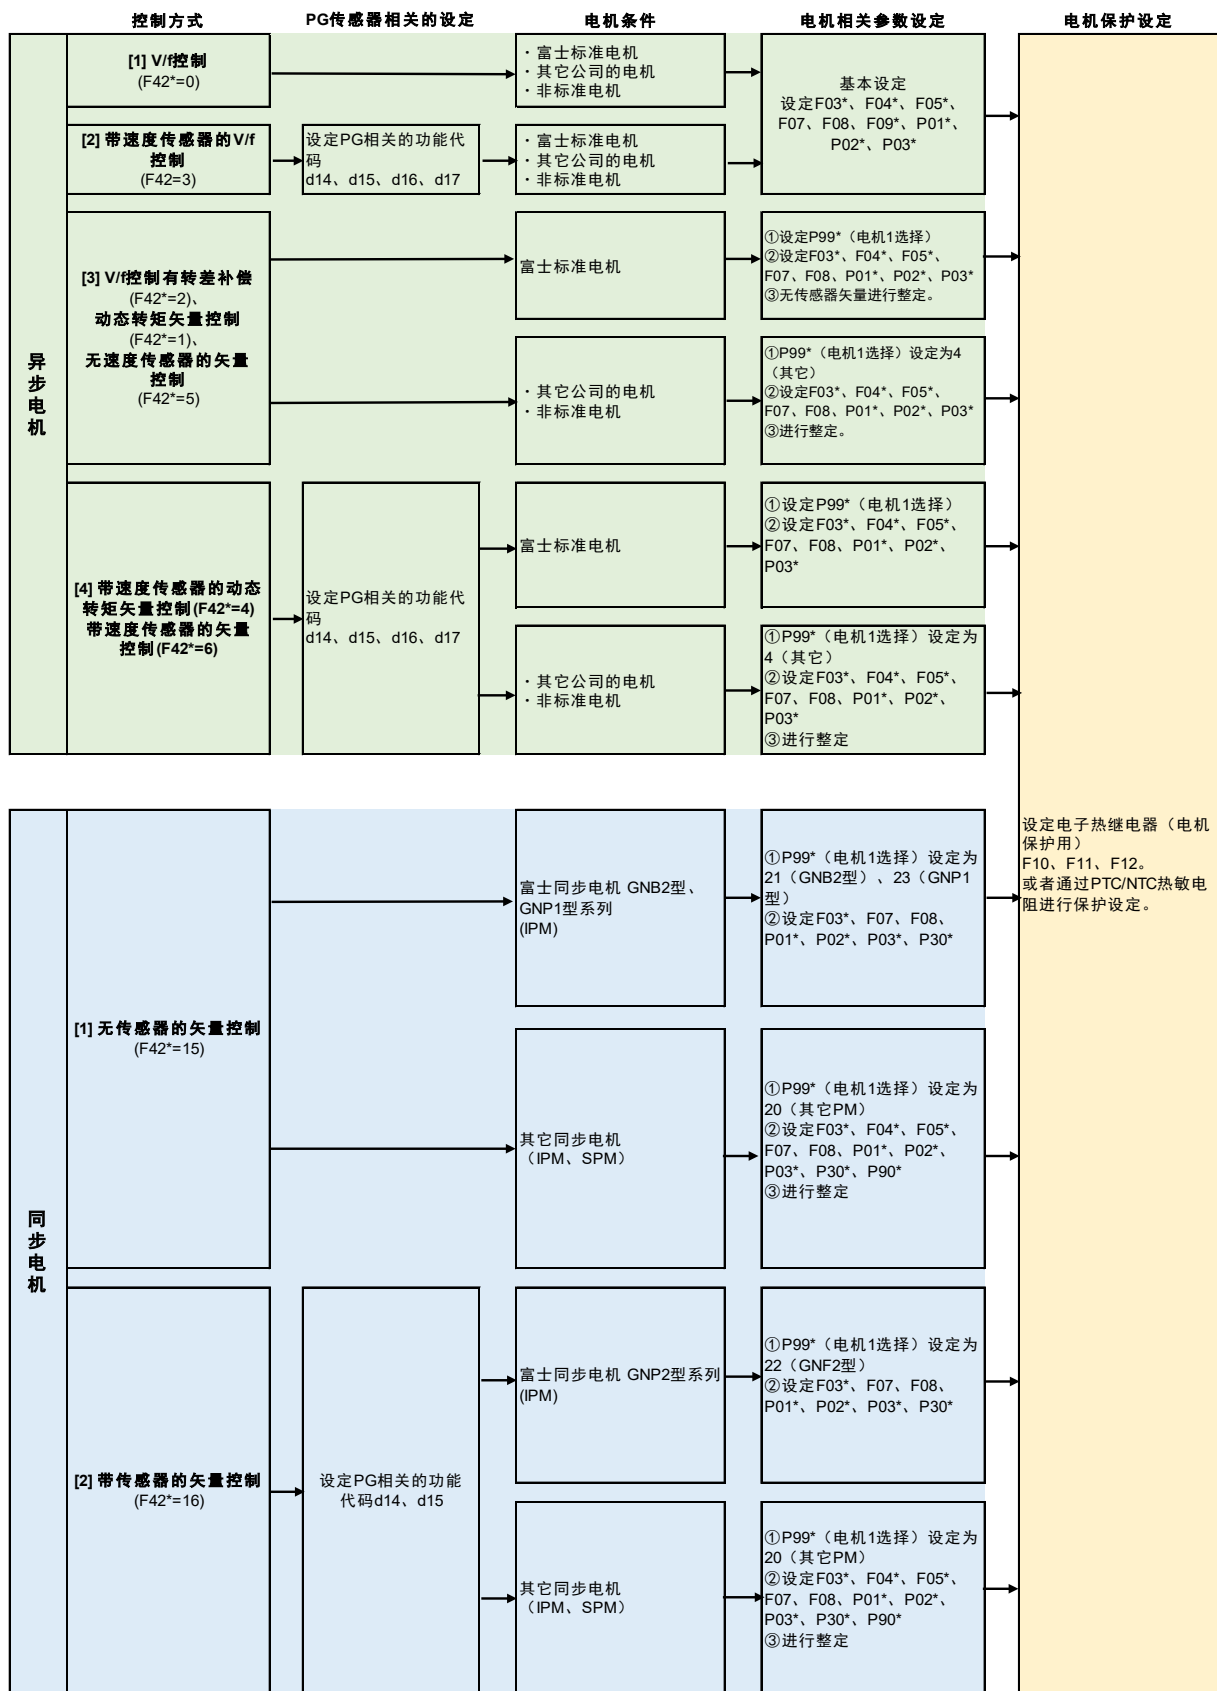 控制方式
PG传感器相关的设定
电机条件
电机相关参数设定
电机保护设定
异步电机
[1] V/f控制
(F42*=0)
・富士标准电机
・其它公司的电机
・非标准电机
基本设定
设定F03*、F04*、F05*、
F07、F08、F09*、P01*、
P02*、P03*
[2] 带速度传感器的V/f
控制
(F42=3)
设定PG相关的功能代
码
d14、d15、d16、d17
・富士标准电机
・其它公司的电机
・非标准电机
[3] V/f控制有转差补偿
(F42*=2)、
动态转矩矢量控制
(F42*=1)、
无速度传感器的矢量
控制
(F42*=5)
富士标准电机
①设定P99*（电机1选择）
②设定F03*、F04*、F05*、
F07、F08、P01*、P02*、P03*
③无传感器矢量进行整定。
・其它公司的电机
・非标准电机
①P99*（电机1选择）设定为4
（其它）
②设定F03*、F04*、F05*、
F07、F08、P01*、P02*、P03*
③进行整定。
[4] 带速度传感器的动态
转矩矢量控制(F42*=4)
带速度传感器的矢量
控制(F42*=6)
设定PG相关的功能代
码
d14、d15、d16、d17
富士标准电机
①设定P99*（电机1选择）
②设定F03*、F04*、F05*、
F07、F08、P01*、P02*、
P03*
・其它公司的电机
・非标准电机
①P99*（电机1选择）设定为
4（其它）
②设定F03*、F04*、F05*、
F07、F08、P01*、P02*、
P03*
③进行整定
设定电子热继电器（电机
保护用）
F10、F11、F12。
或者通过PTC/NTC热敏电
阻进行保护设定。
同步电机
[1] 无传感器的矢量控制
(F42*=15)
富士同步电机 GNB2型、
GNP1型系列
(IPM)
①P99*（电机1选择）设定为
21（GNB2型）、23（GNP1
型）
②设定F03*、F07、F08、
P01*、P02*、P03*、P30*
其它同步电机
（IPM、SPM）
①P99*（电机1选择）设定为
20（其它PM）
②设定F03*、F04*、F05*、
F07、F08、P01*、P02*、
P03*、P30*、P90*
③进行整定
[2] 带传感器的矢量控制
(F42*=16)
设定PG相关的功能
代码d14、d15
富士同步电机 GNP2型系列
(IPM)
①P99*（电机1选择）设定为
22（GNF2型）
②设定F03*、F07、F08、
P01*、P02*、P03*、P30*
其它同步电机
（IPM、SPM）
①P99*（电机1选择）设定为
20（其它PM）
②设定F03*、F04*、F05*、
F07、F08、P01*、P02*、
P03*、P30*、P90*
③进行整定